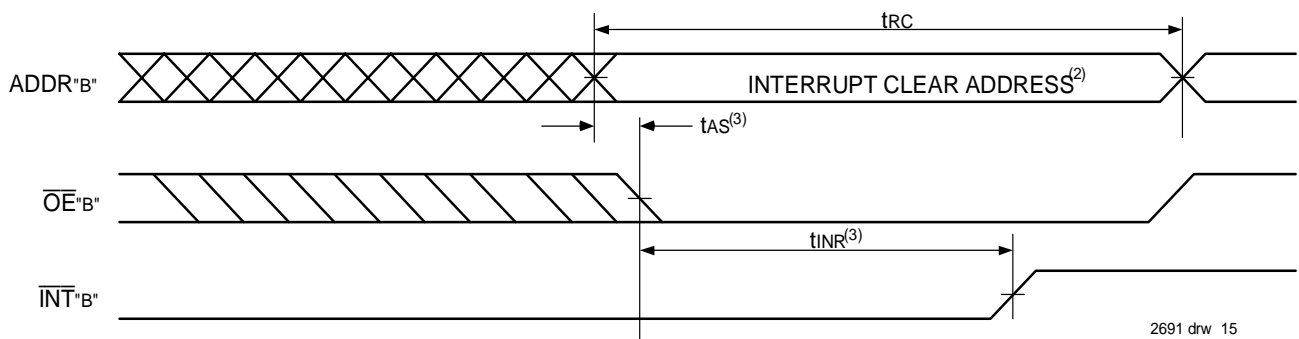 tRC
ADDR"B"
INTERRUPT CLEAR ADDRESS(2)
tAS(3)
OE"B"
tINR(3)
INT"B"
2691 drw 15